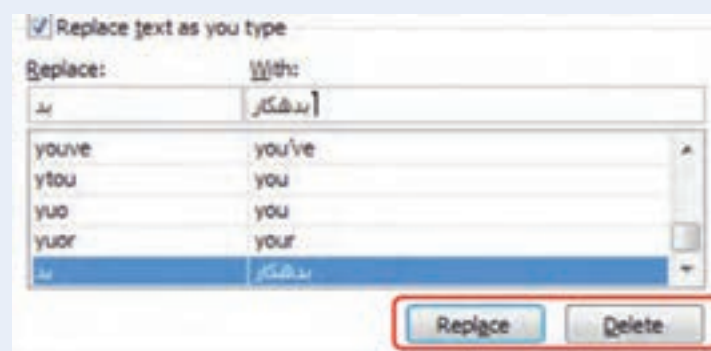 Replace text as you type
Replace: With:
بد بدهکار
youve you've
ytou you
yuo you
yuor your
بد بدهکار
Replace Delete